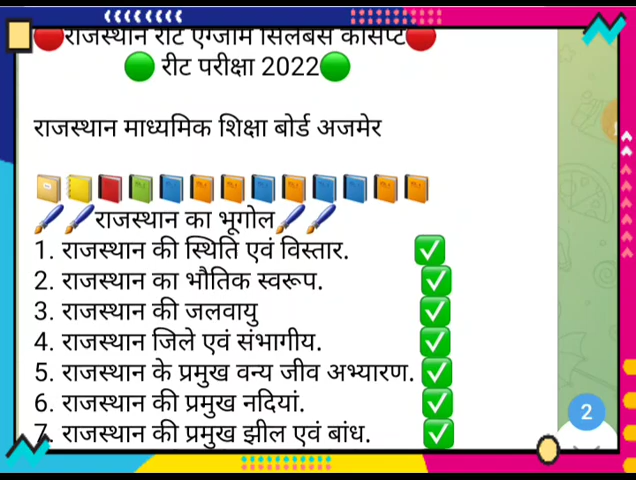 🔴राजस्थान रीट एग्जाम सिलेबस कांसेप्ट🔴
🟢 रीट परीक्षा 2022🟢
राजस्थान माध्यमिक शिक्षा बोर्ड अजमेर
राजस्थान का भूगोल
1. राजस्थान की स्थिति एवं विस्तार. ✅
2. राजस्थान का भौतिक स्वरूप. ✅
3. राजस्थान की जलवायु ✅
4. राजस्थान जिले एवं संभागीय. ✅
5. राजस्थान के प्रमुख वन्य जीव अभ्यारण. ✅
6. राजस्थान की प्रमुख नदियां. ✅
7. राजस्थान की प्रमुख झील एवं बांध. ✅
2